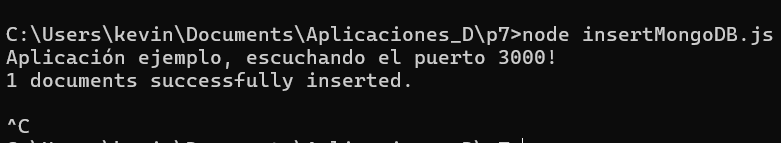 C:\Users\kevin\Documents\Aplicaciones_D\p7>node insertMongoDB.js
Aplicación ejemplo, escuchando el puerto 3000!
1 documents successfully inserted.
^C